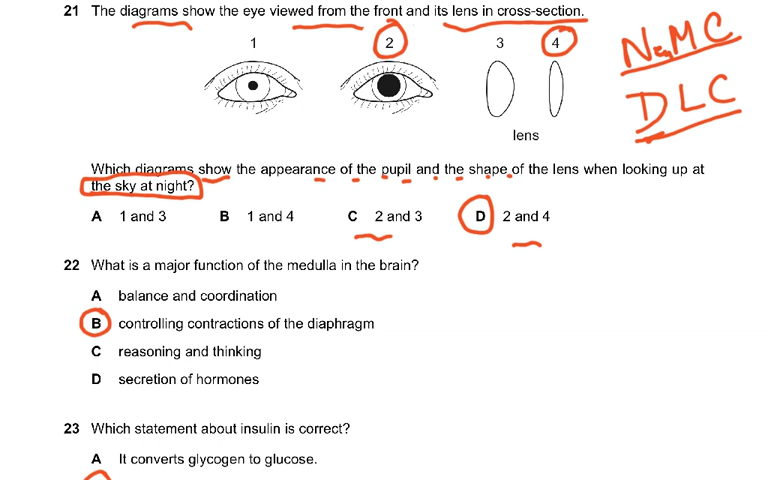 21 The diagrams show the eye viewed from the front and its lens in cross-section.
1 2 3 4
lens
Which diagrams show the appearance of the pupil and the shape of the lens when looking up at
the sky at night?
A 1 and 3 B 1 and 4 C 2 and 3 D 2 and 4
22 What is a major function of the medulla in the brain?
A balance and coordination
B controlling contractions of the diaphragm
C reasoning and thinking
D secretion of hormones
23 Which statement about insulin is correct?
A It converts glycogen to glucose.
DLC